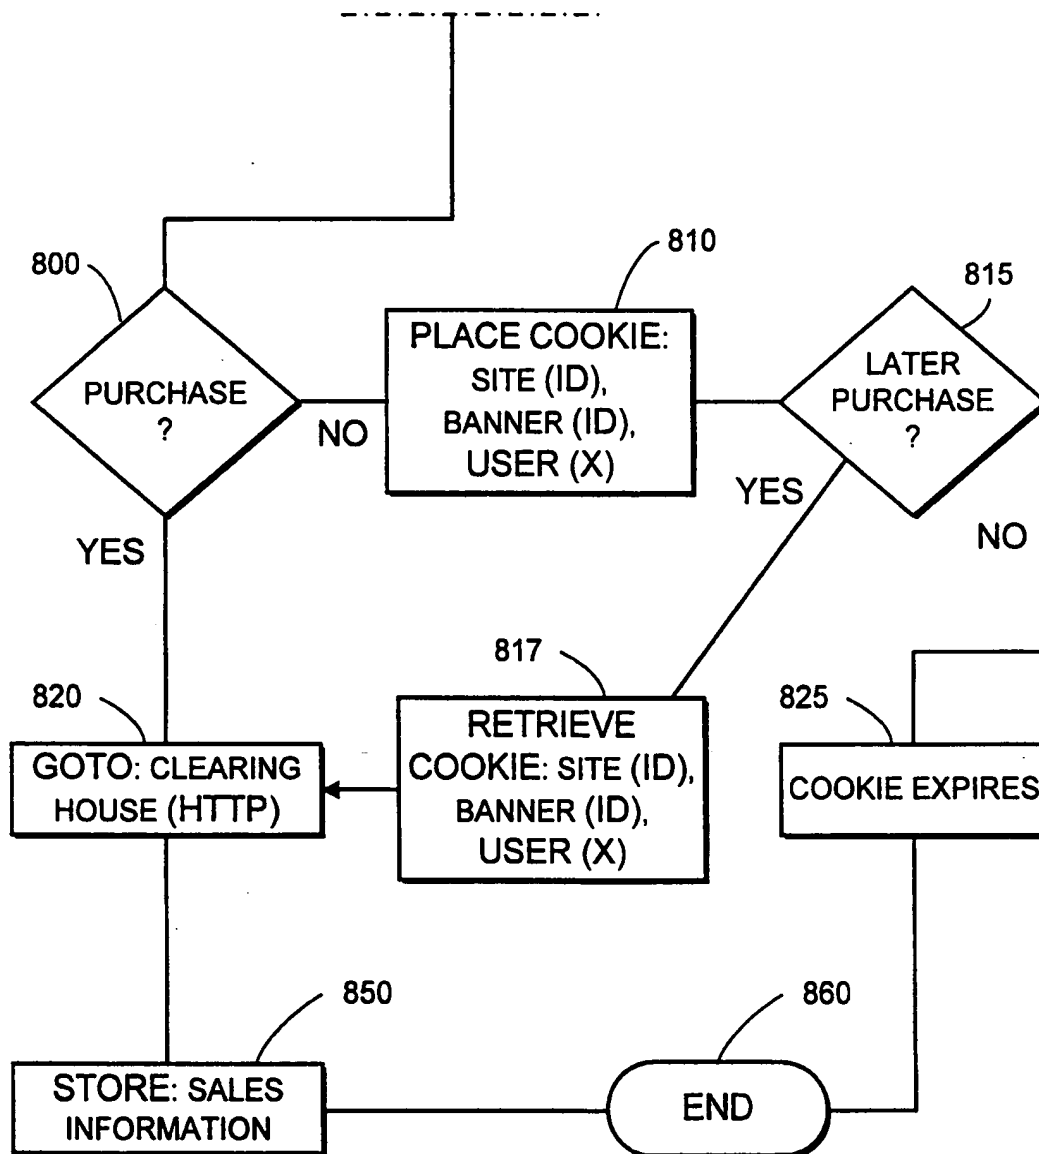 800
PURCHASE
?
NO
YES
810
PLACE COOKIE:
SITE (ID),
BANNER (ID),
USER (X)
815
LATER
PURCHASE
?
YES
NO
817
RETRIEVE
COOKIE: SITE (ID),
BANNER (ID),
USER (X)
820
GOTO: CLEARING
HOUSE (HTTP)
825
COOKIE EXPIRES
850
STORE: SALES
INFORMATION
860
END